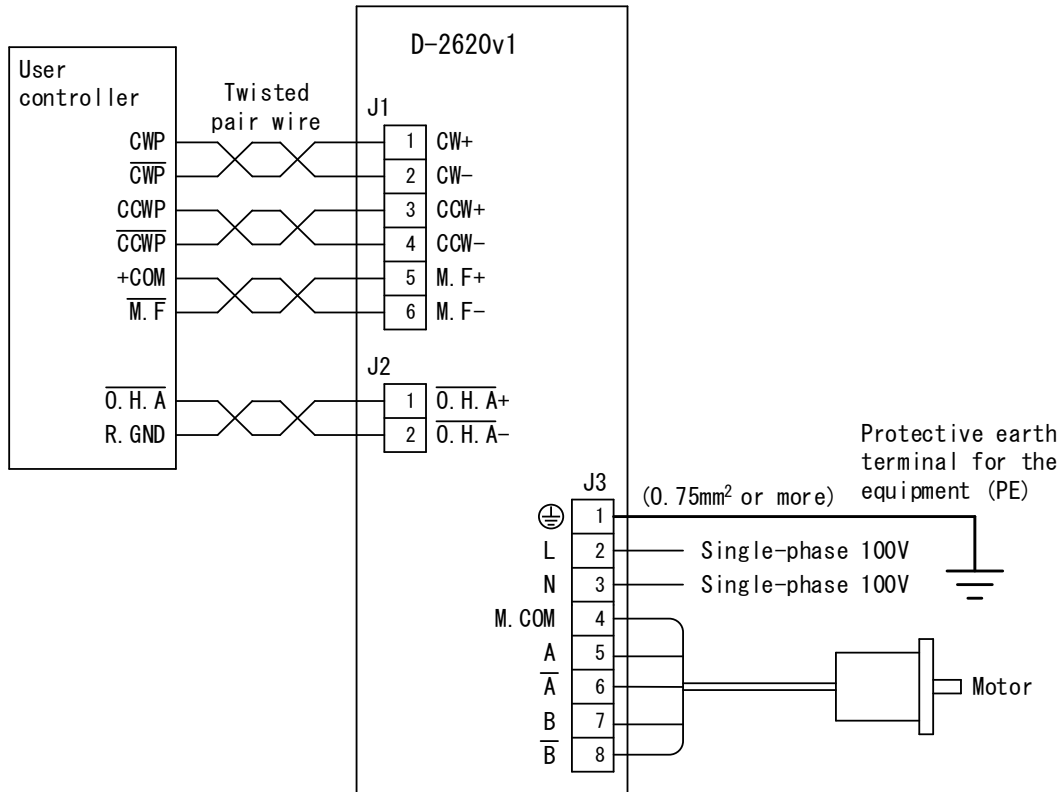 D-2620v1
User
controller
Twisted
pair wire
J1
CWP 1 CW+
C̅W̅P̅ 2 CW-
CCWP 3 CCW+
C̅C̅W̅P̅ 4 CCW-
+COM 5 M.F+
M̅.̅F̅ 6 M.F-
J2
O̅.̅H̅.̅A̅ 1 O̅.̅H̅.̅A̅+
R.GND 2 O̅.̅H̅.̅A̅-
Protective earth
terminal for the
equipment (PE)
J3
(0.75mm² or more)
1
L 2 Single-phase 100V
N 3 Single-phase 100V
M.COM 4
A 5
A̅ 6
B 7
B̅ 8
Motor